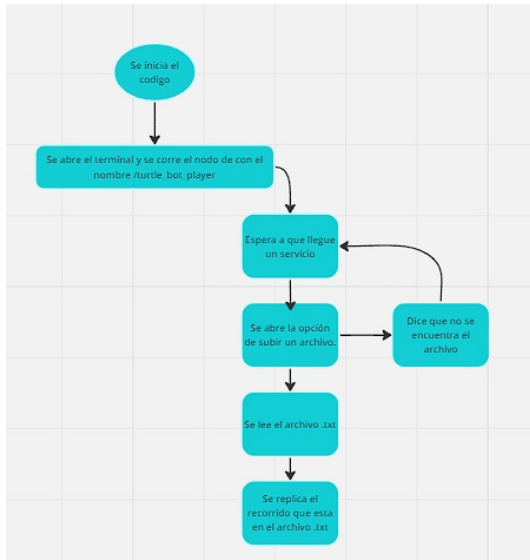 Se inicia el
codigo
Se abre el terminal y se corre el nodo de con el
nombre /turtle_bot_player
Espera a que llegue
un servicio
Se abre la opción
de subir un archivo.
Dice que no se
encuentra el
archivo
Se lee el archivo .txt
Se replica el
recorrido que esta
en el archivo .txt